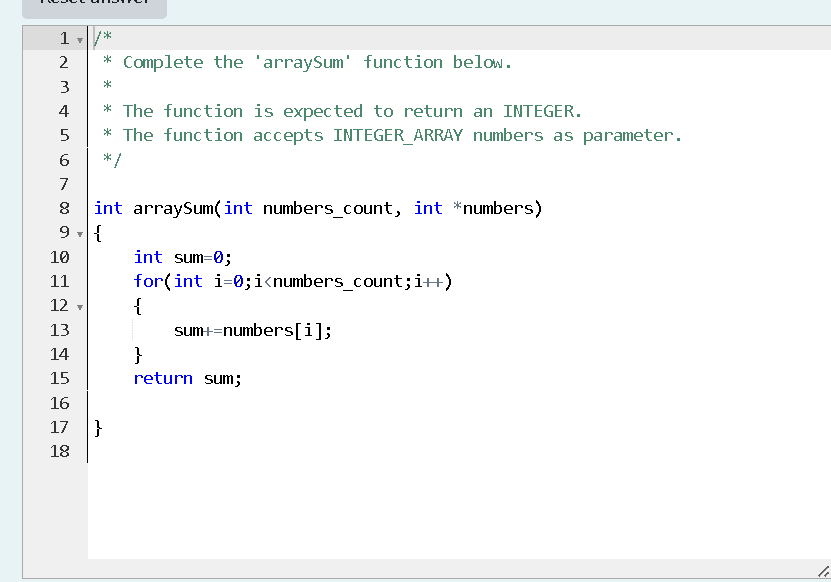 Reset answer
1 /*
2  * Complete the 'arraySum' function below.
3  *
4  * The function is expected to return an INTEGER.
5  * The function accepts INTEGER_ARRAY numbers as parameter.
6  */
7
8 int arraySum(int numbers_count, int *numbers)
9 {
10     int sum=0;
11     for(int i=0;i<numbers_count;i++)
12     {
13         sum+=numbers[i];
14     }
15     return sum;
16
17 }
18